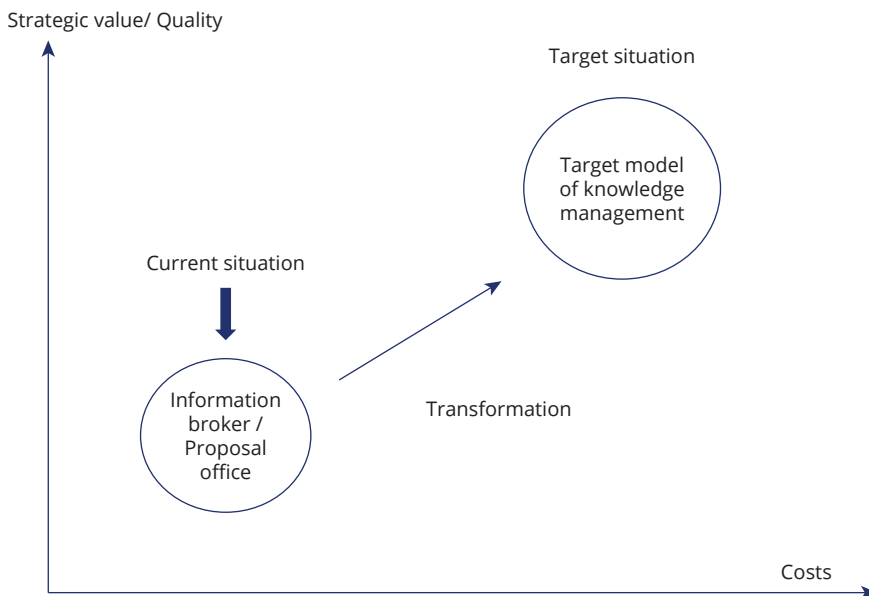 Strategic value/ Quality
Target situation
Target model
of knowledge
management
Current situation
Information
broker /
Proposal
office
Transformation
Costs